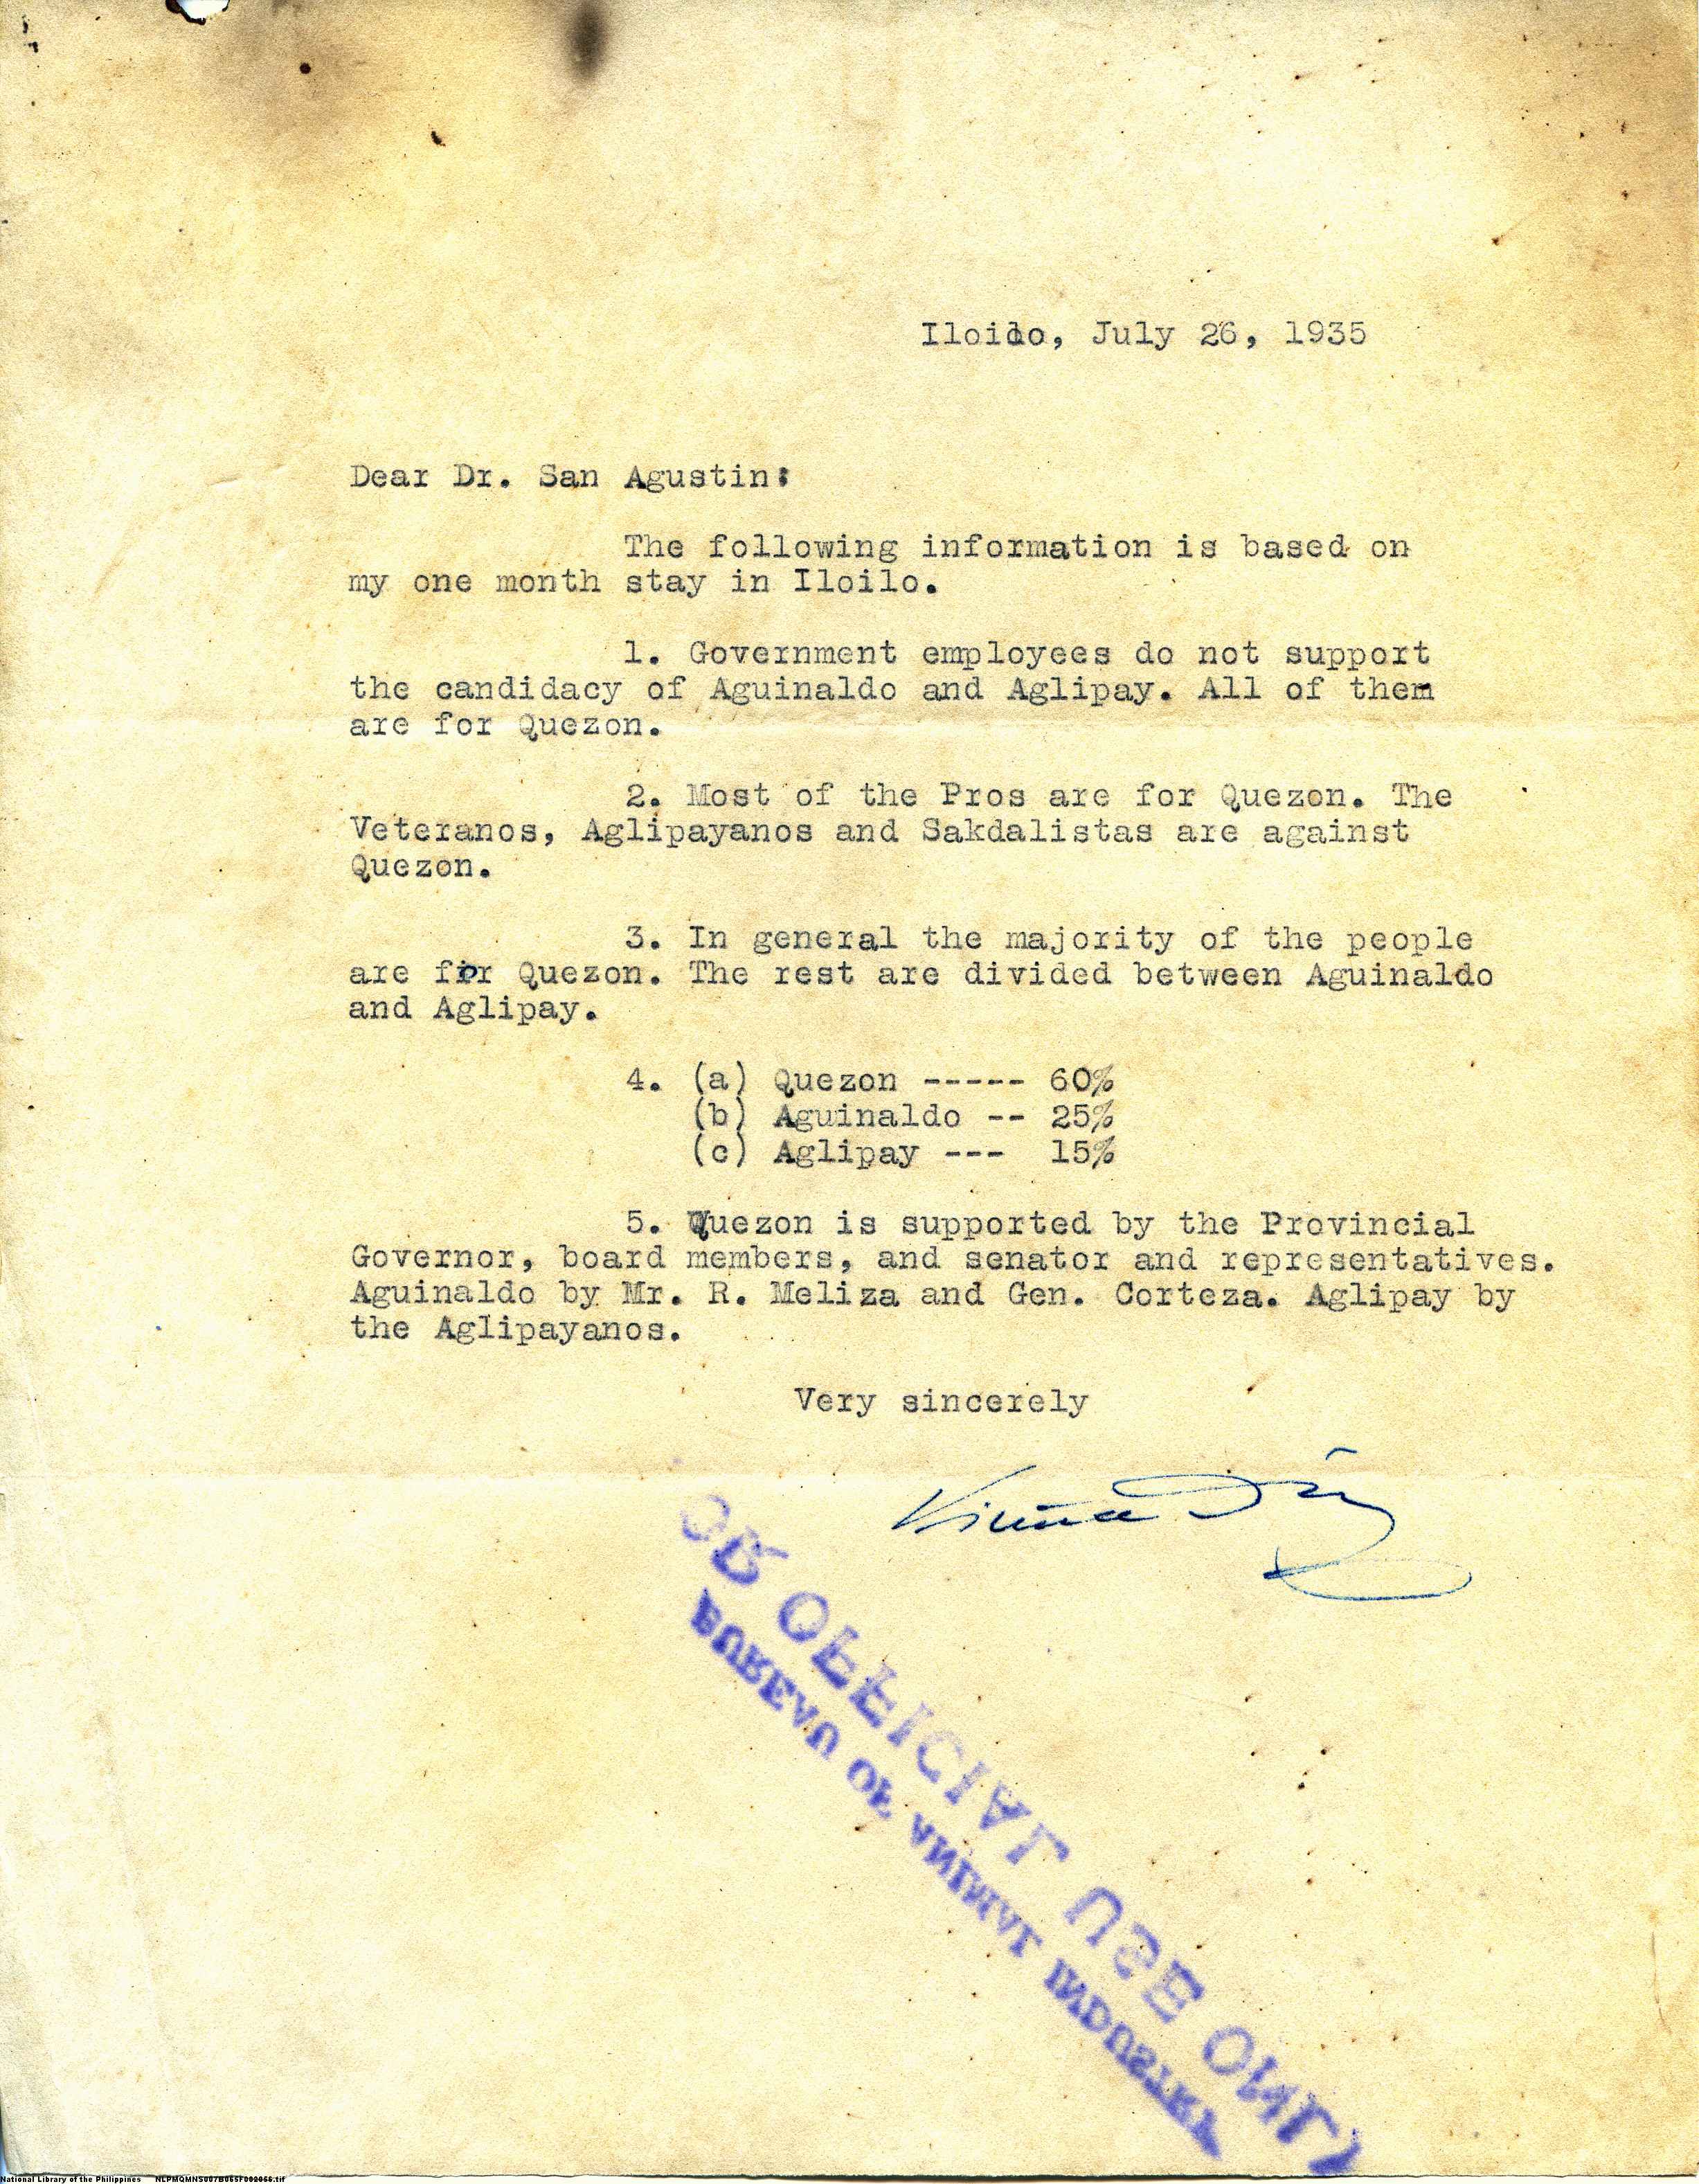 Iloilo, July 26, 1935
Dear Dr. San Agustin:
The following information is based on
my one month stay in Iloilo.
1. Government employees do not support
the candidacy of Aguinaldo and Aglipay. All of them
are for Quezon.
2. Most of the Pros are for Quezon. The
Veteranos, Aglipayanos and Sakdalistas are against
Quezon.
3. In general the majority of the people
are for Quezon. The rest are divided between Aguinaldo
and Aglipay.
4. (a) Quezon ----- 60%
(b) Aguinaldo -- 25%
(c) Aglipay --- 15%
5. Quezon is supported by the Provincial
Governor, board members, and senator and representatives.
Aguinaldo by Mr. R. Meliza and Gen. Corteza. Aglipay by
the Aglipayanos.
Very sincerely
OR OFFICIAL USE ONLY
BUREAU OF ANIMAL INDUSTRY
National Library of the Philippines NLPMQMNS007B065F002066.tif